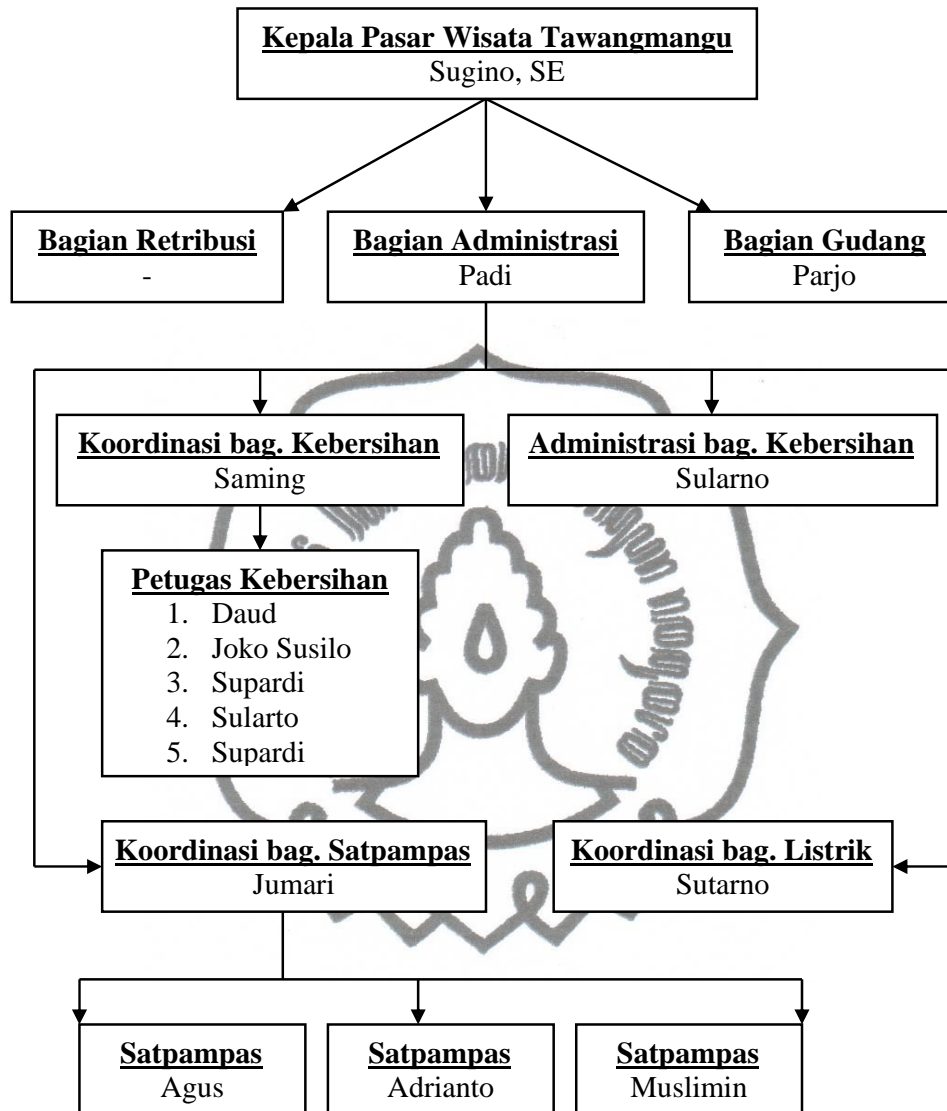 Kepala Pasar Wisata Tawangmangu
Sugino, SE
Bagian Retribusi
-
Bagian Administrasi
Padi
Bagian Gudang
Parjo
Koordinasi bag. Kebersihan
Saming
Administrasi bag. Kebersihan
Sularno
Petugas Kebersihan
1. Daud
2. Joko Susilo
3. Supardi
4. Sularto
5. Supardi
Koordinasi bag. Satpampas
Jumari
Koordinasi bag. Listrik
Sutarno
Satpampas
Agus
Satpampas
Adrianto
Satpampas
Muslimin